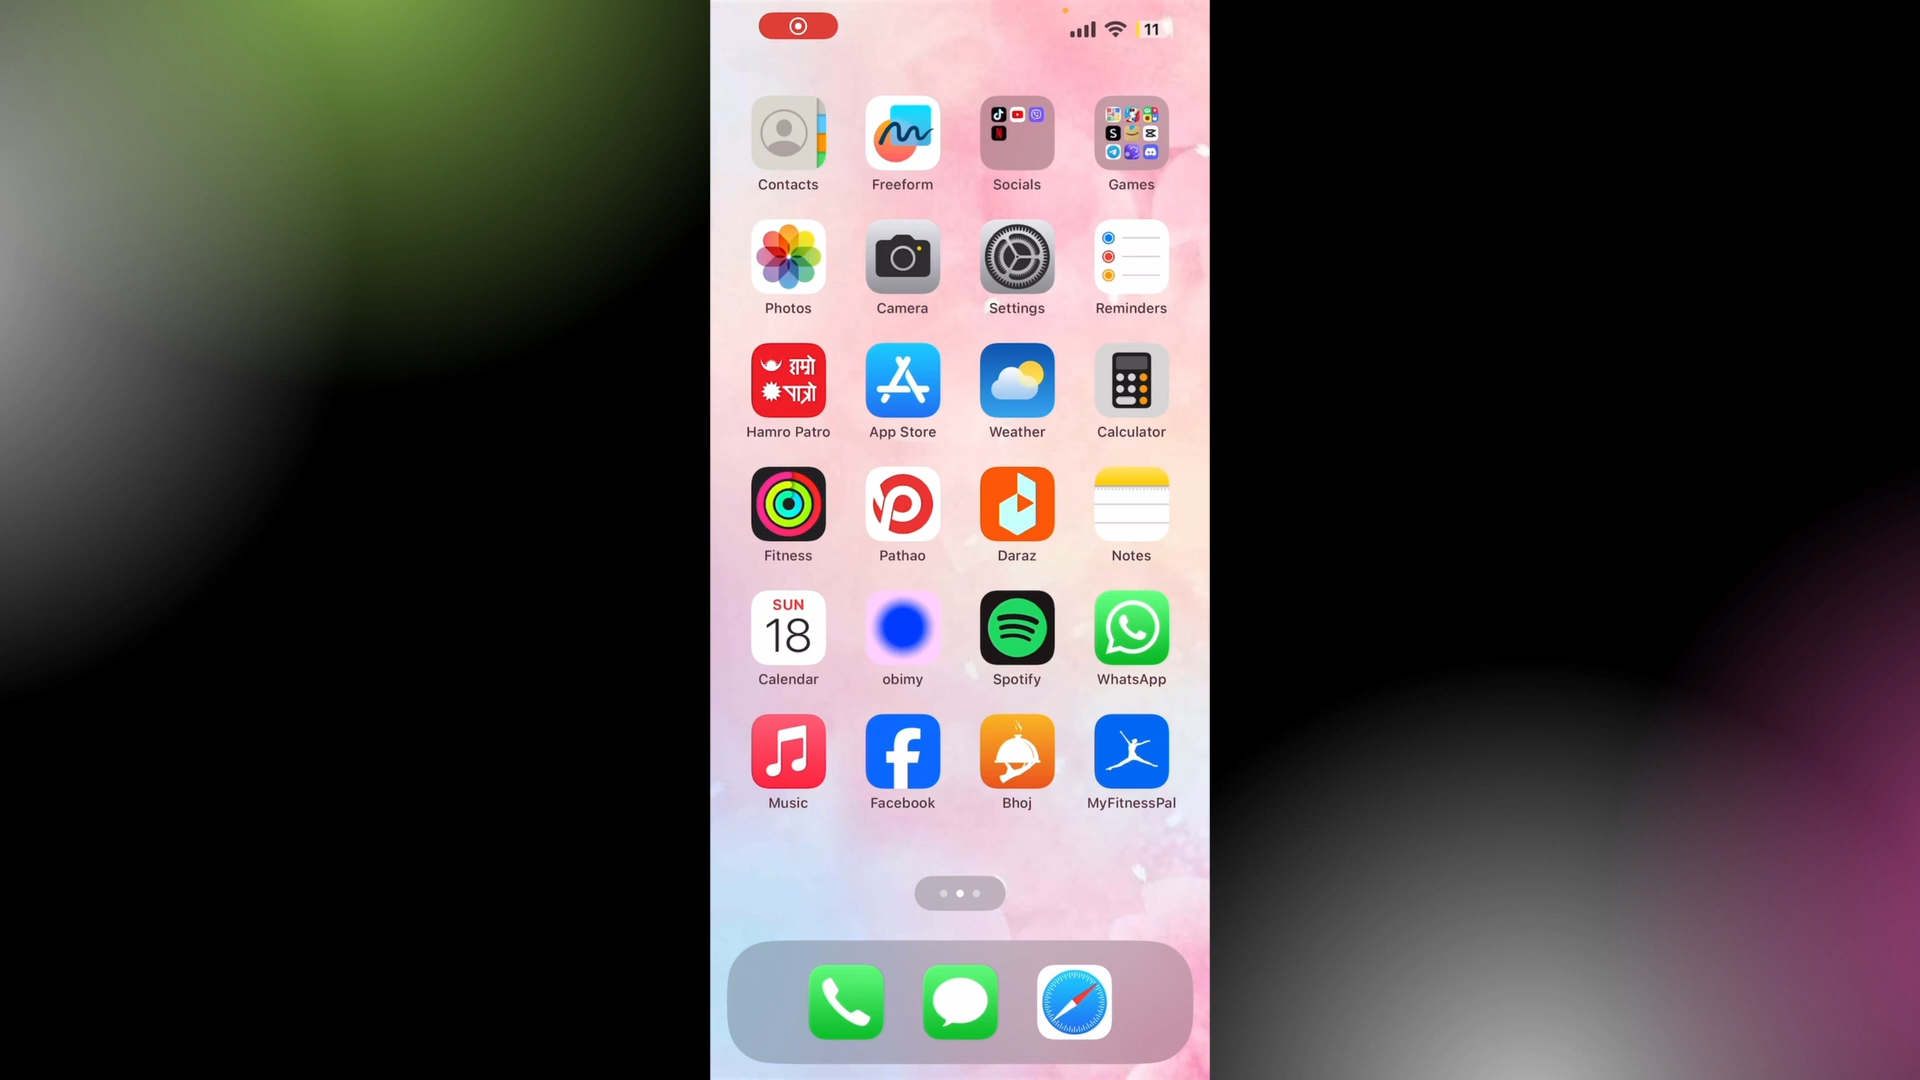 11
Contacts Freeform Socials Games
Photos Camera Settings Reminders
हाम्रो
पात्रो
Hamro Patro App Store Weather Calculator
Fitness Pathao Daraz Notes
SUN
18
Calendar obimy Spotify WhatsApp
Music Facebook Bhoj MyFitnessPal